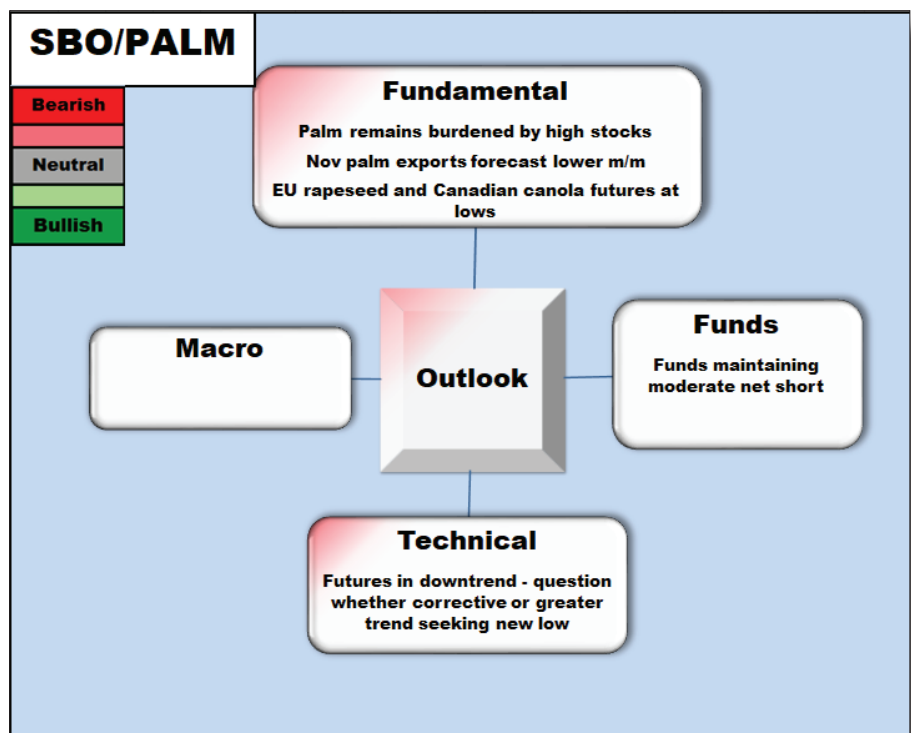 SBO/PALM
Bearish
Neutral
Bullish
Fundamental
Palm remains burdened by high stocks
Nov palm exports forecast lower m/m
EU rapeseed and Canadian canola futures at
lows
Macro
Outlook
Funds
Funds maintaining
moderate net short
Technical
Futures in downtrend - question
whether corrective or greater
trend seeking new low